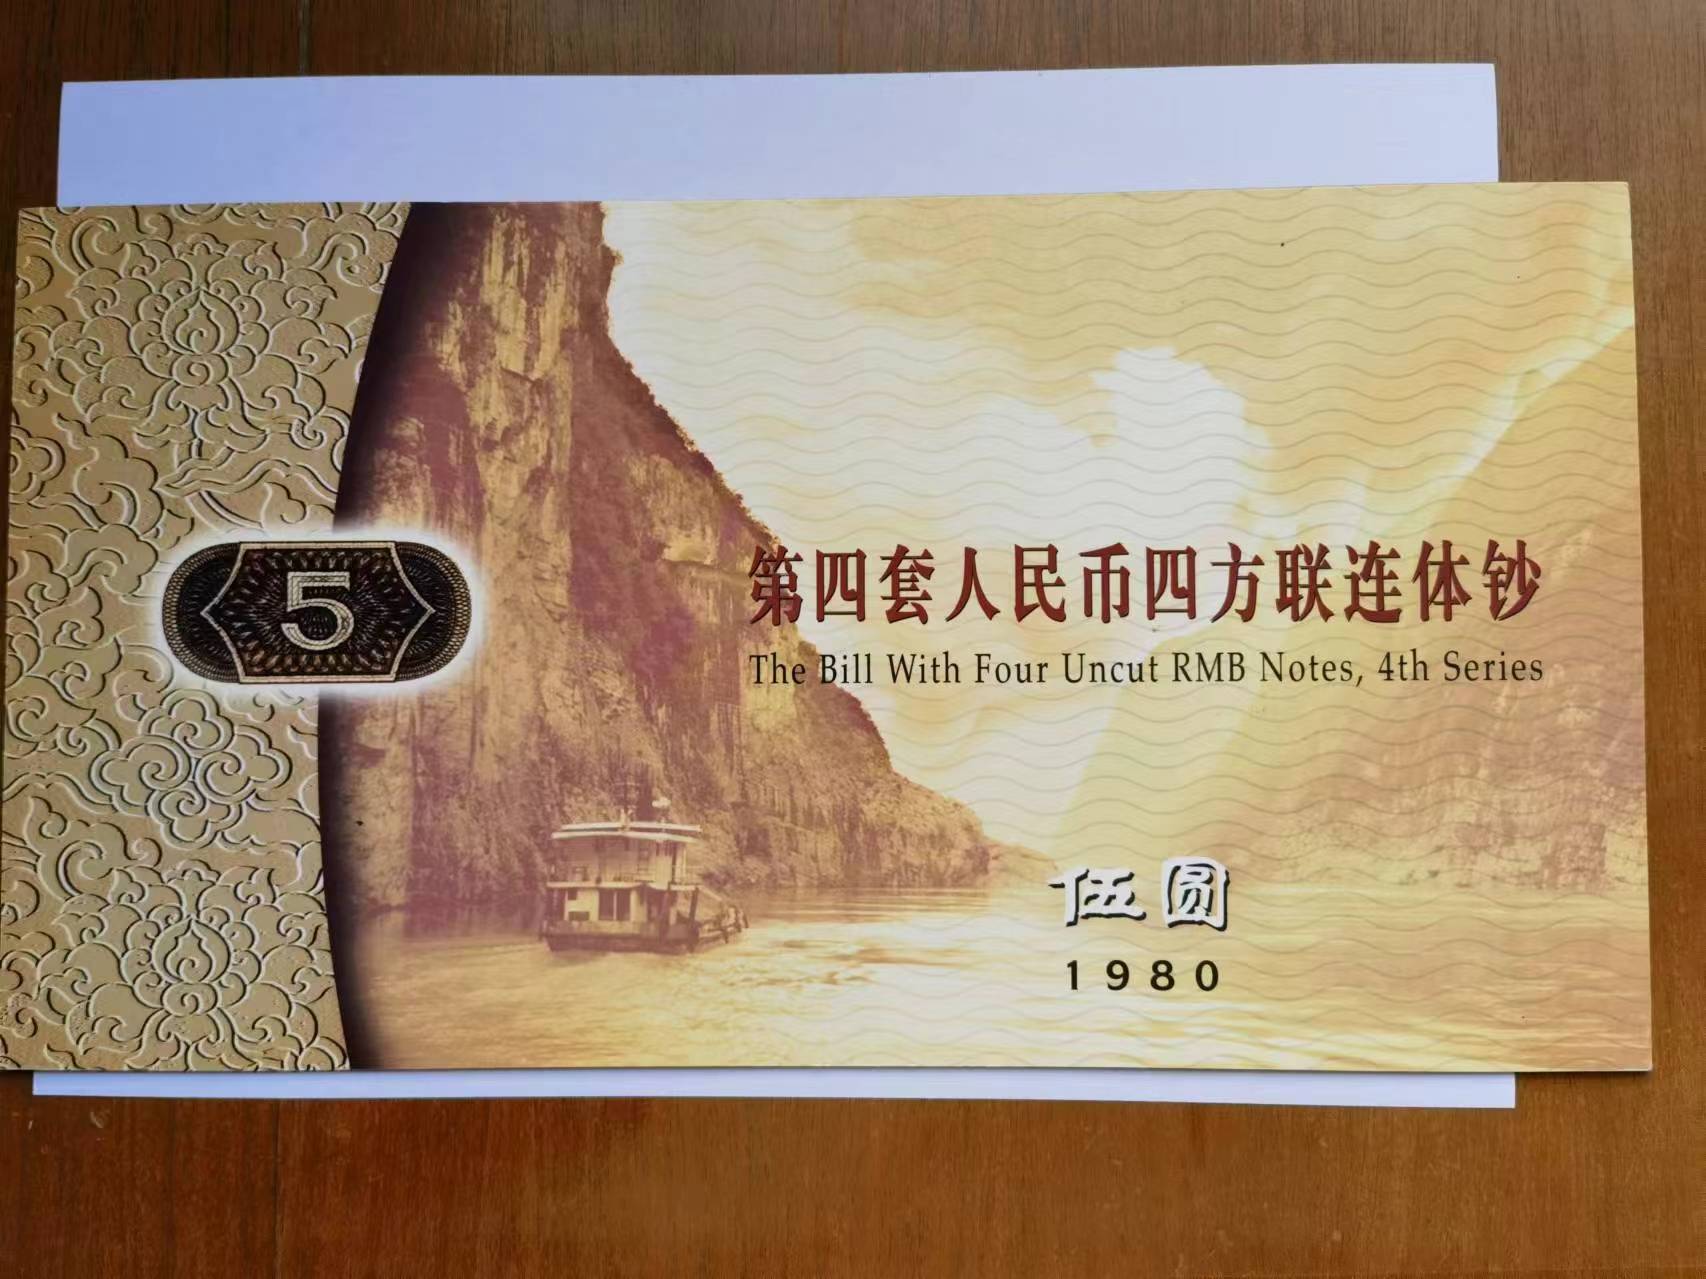 5
第四套人民币四方联连体钞
The Bill With Four Uncut RMB Notes, 4th Series
伍圆
1980